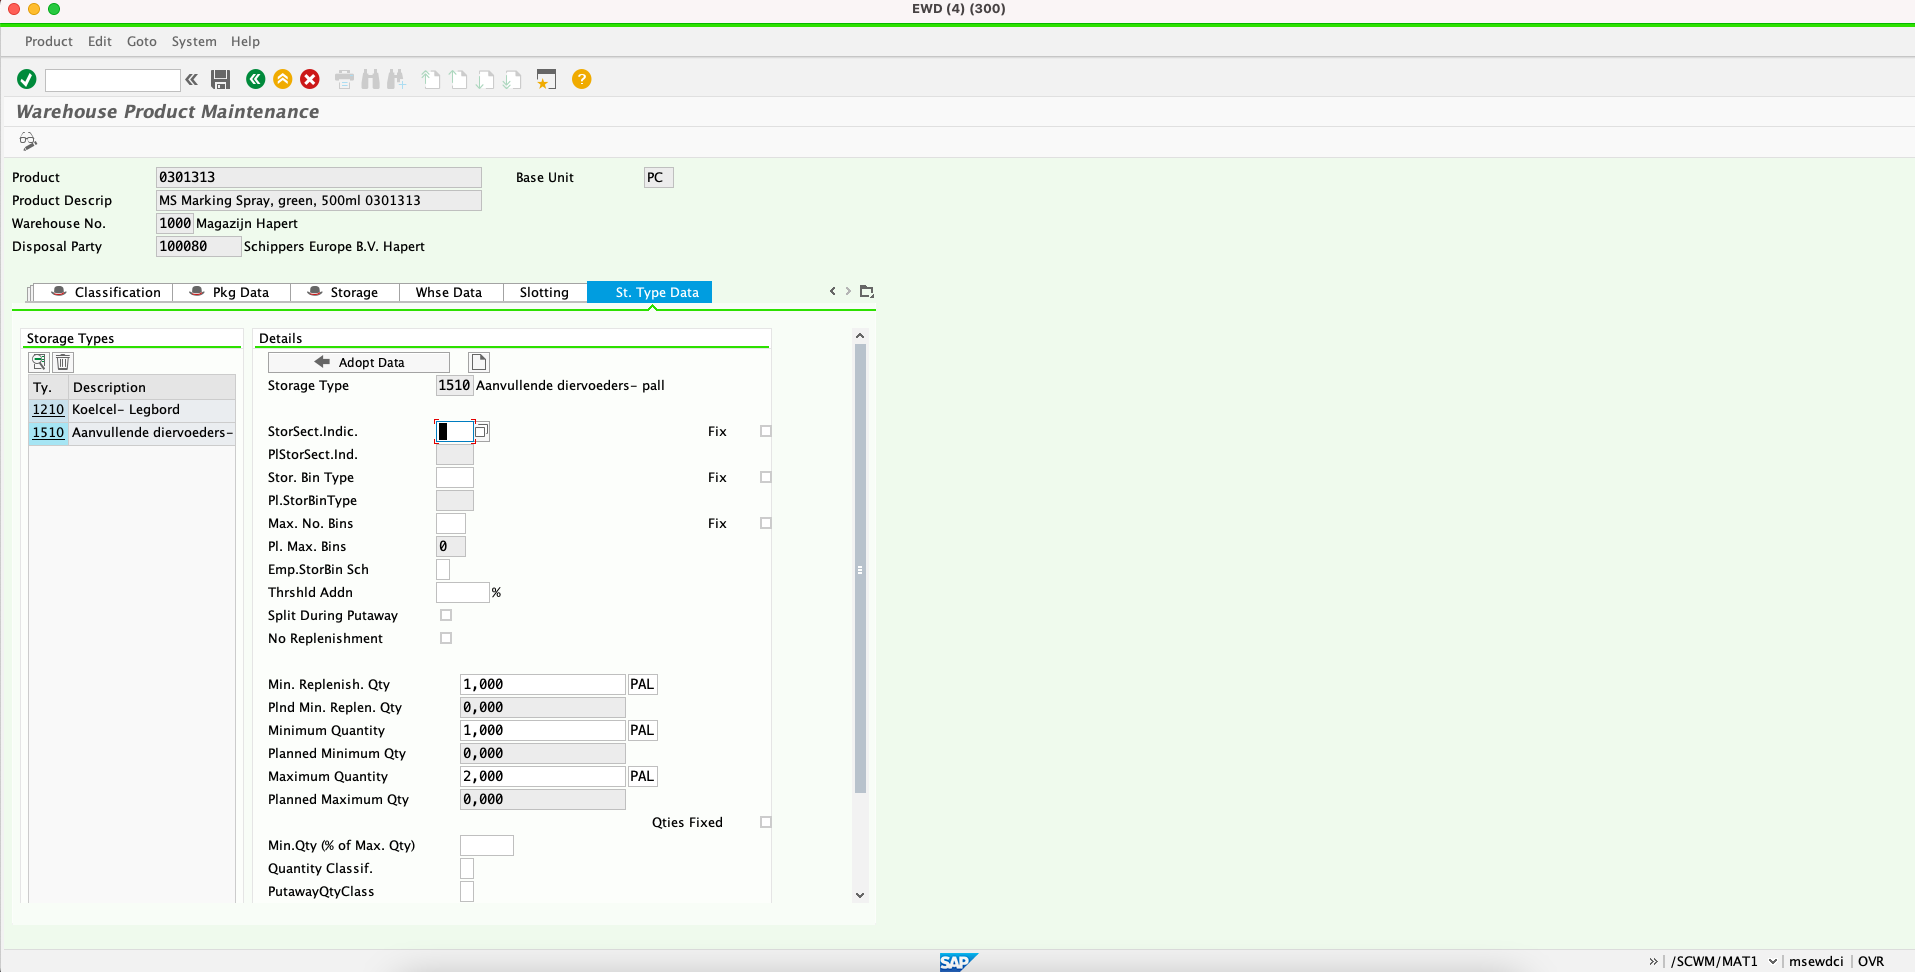 EWD (4) (300)
Product Edit Goto System Help
Warehouse Product Maintenance
Product 0301313 Base Unit PC
Product Descrip MS Marking Spray, green, 500ml 0301313
Warehouse No. 1000 Magazijn Hapert
Disposal Party 100080 Schippers Europe B.V. Hapert
Classification Pkg Data Storage Whse Data Slotting St. Type Data
Storage Types
Ty. Description
1210 Koelcel- Legbord
1510 Aanvullende diervoeders-
Details
Adopt Data
Storage Type 1510 Aanvullende diervoeders- pall
StorSect.Indic. Fix
PlStorSect.Ind.
Stor. Bin Type Fix
Pl.StorBinType
Max. No. Bins Fix
Pl. Max. Bins 0
Emp.StorBin Sch
Thrshld Addn %
Split During Putaway
No Replenishment
Min. Replenish. Qty 1,000 PAL
Plnd Min. Replen. Qty 0,000
Minimum Quantity 1,000 PAL
Planned Minimum Qty 0,000
Maximum Quantity 2,000 PAL
Planned Maximum Qty 0,000
Qties Fixed
Min.Qty (% of Max. Qty)
Quantity Classif.
PutawayQtyClass
SAP » /SCWM/MAT1 msewdci OVR